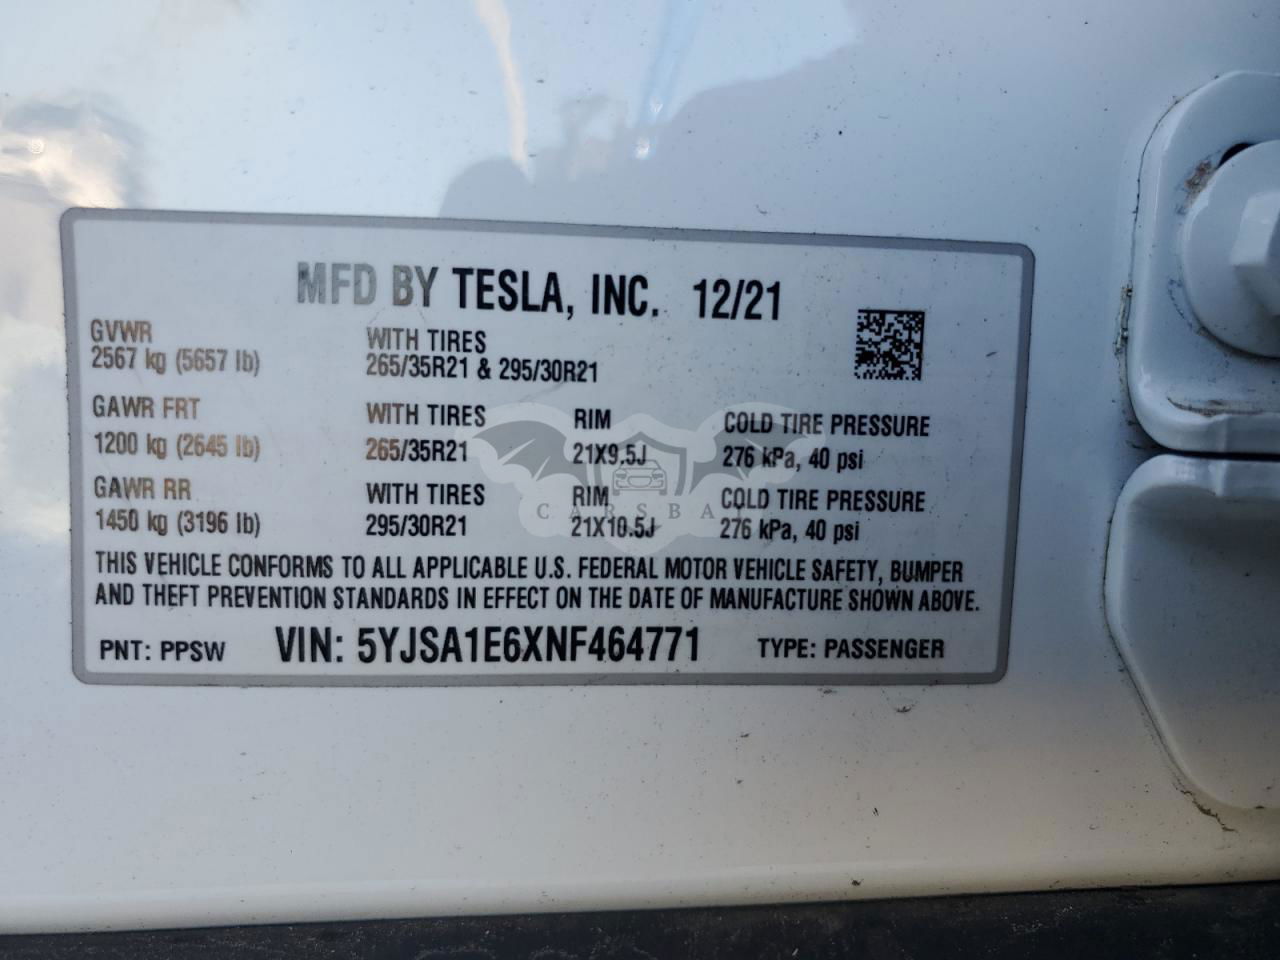 MFD BY TESLA, INC. 12/21
GVWR
2567 kg (5657 lb)
WITH TIRES
265/35R21 & 295/30R21
GAWR FRT
1200 kg (2645 lb)
WITH TIRES
265/35R21
RIM
21X9.5J
COLD TIRE PRESSURE
276 kPa, 40 psi
GAWR RR
1450 kg (3196 lb)
WITH TIRES
295/30R21
RIM
21X10.5J
COLD TIRE PRESSURE
276 kPa, 40 psi
THIS VEHICLE CONFORMS TO ALL APPLICABLE U.S. FEDERAL MOTOR VEHICLE SAFETY, BUMPER
AND THEFT PREVENTION STANDARDS IN EFFECT ON THE DATE OF MANUFACTURE SHOWN ABOVE.
PNT: PPSW VIN: 5YJSA1E6XNF464771 TYPE: PASSENGER